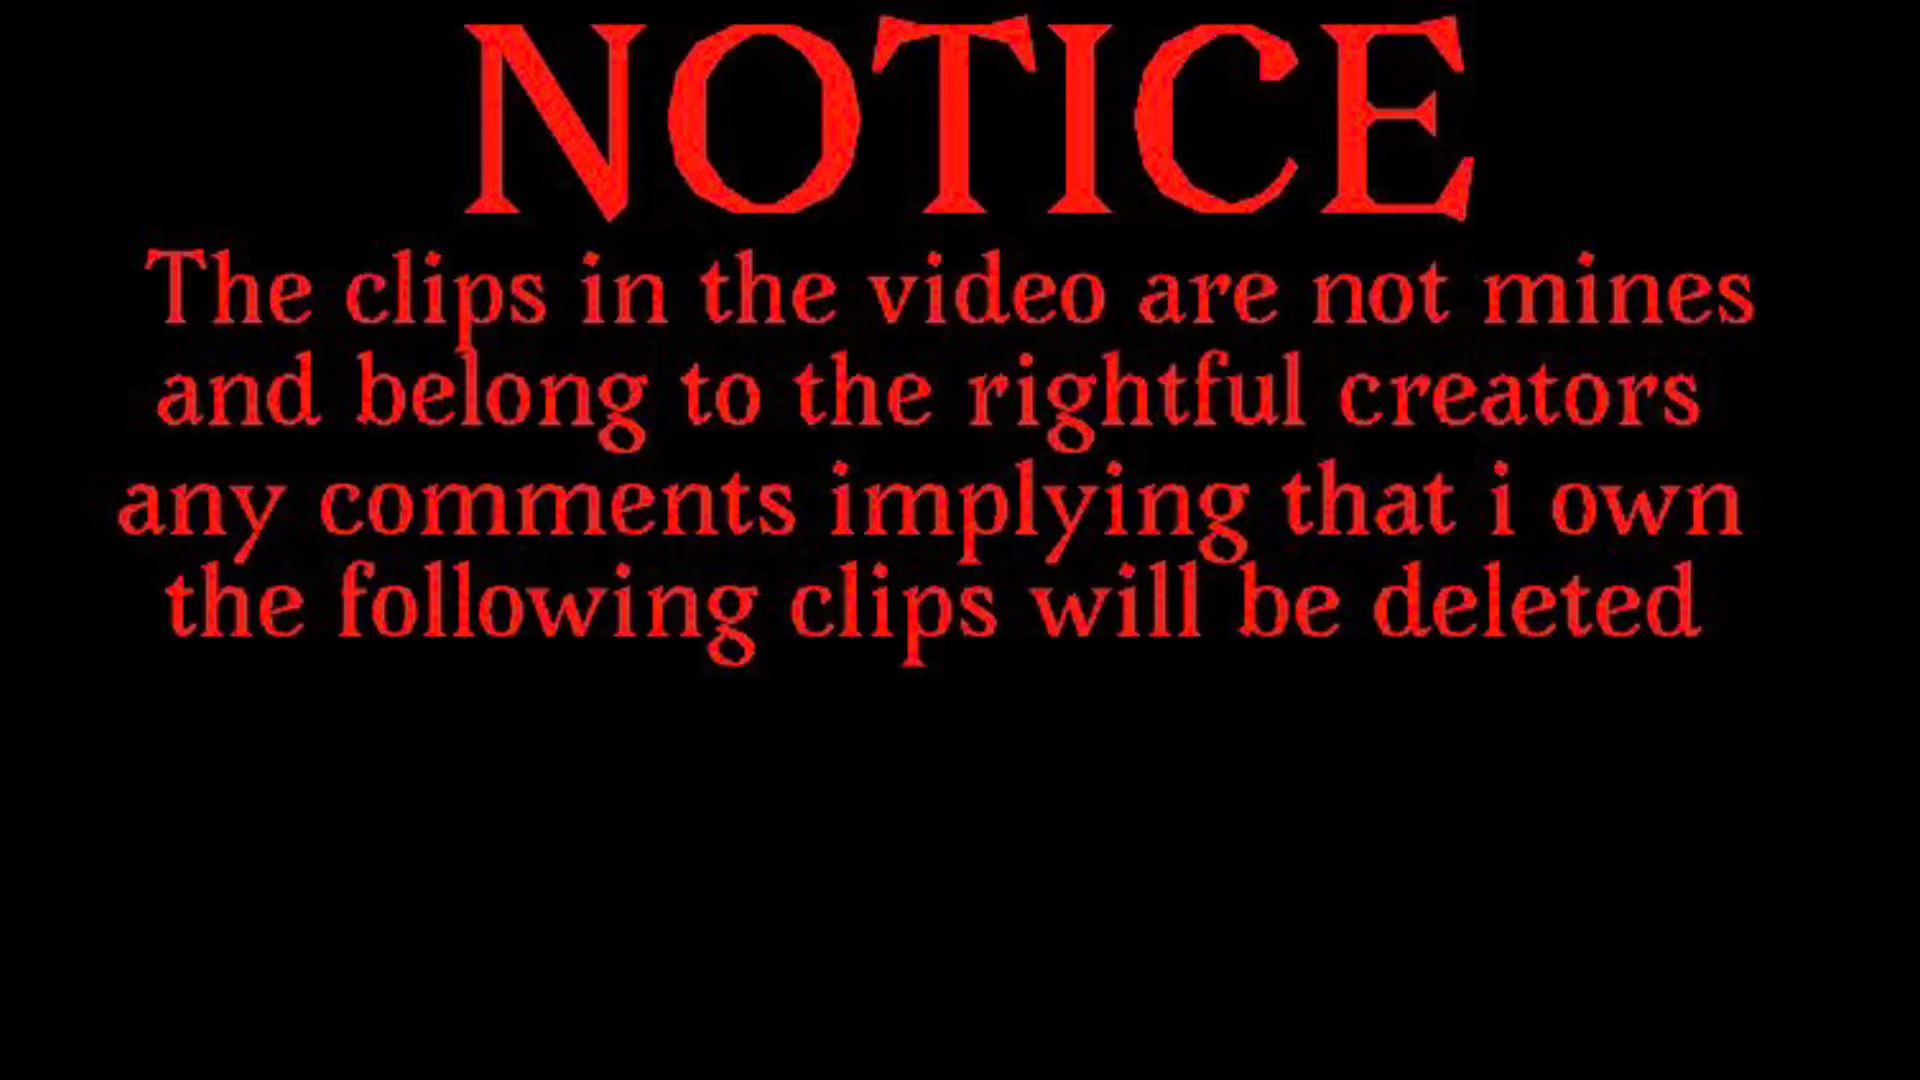 NOTICE
The clips in the video are not mines
and belong to the rightful creators
any comments implying that i own
the following clips will be deleted